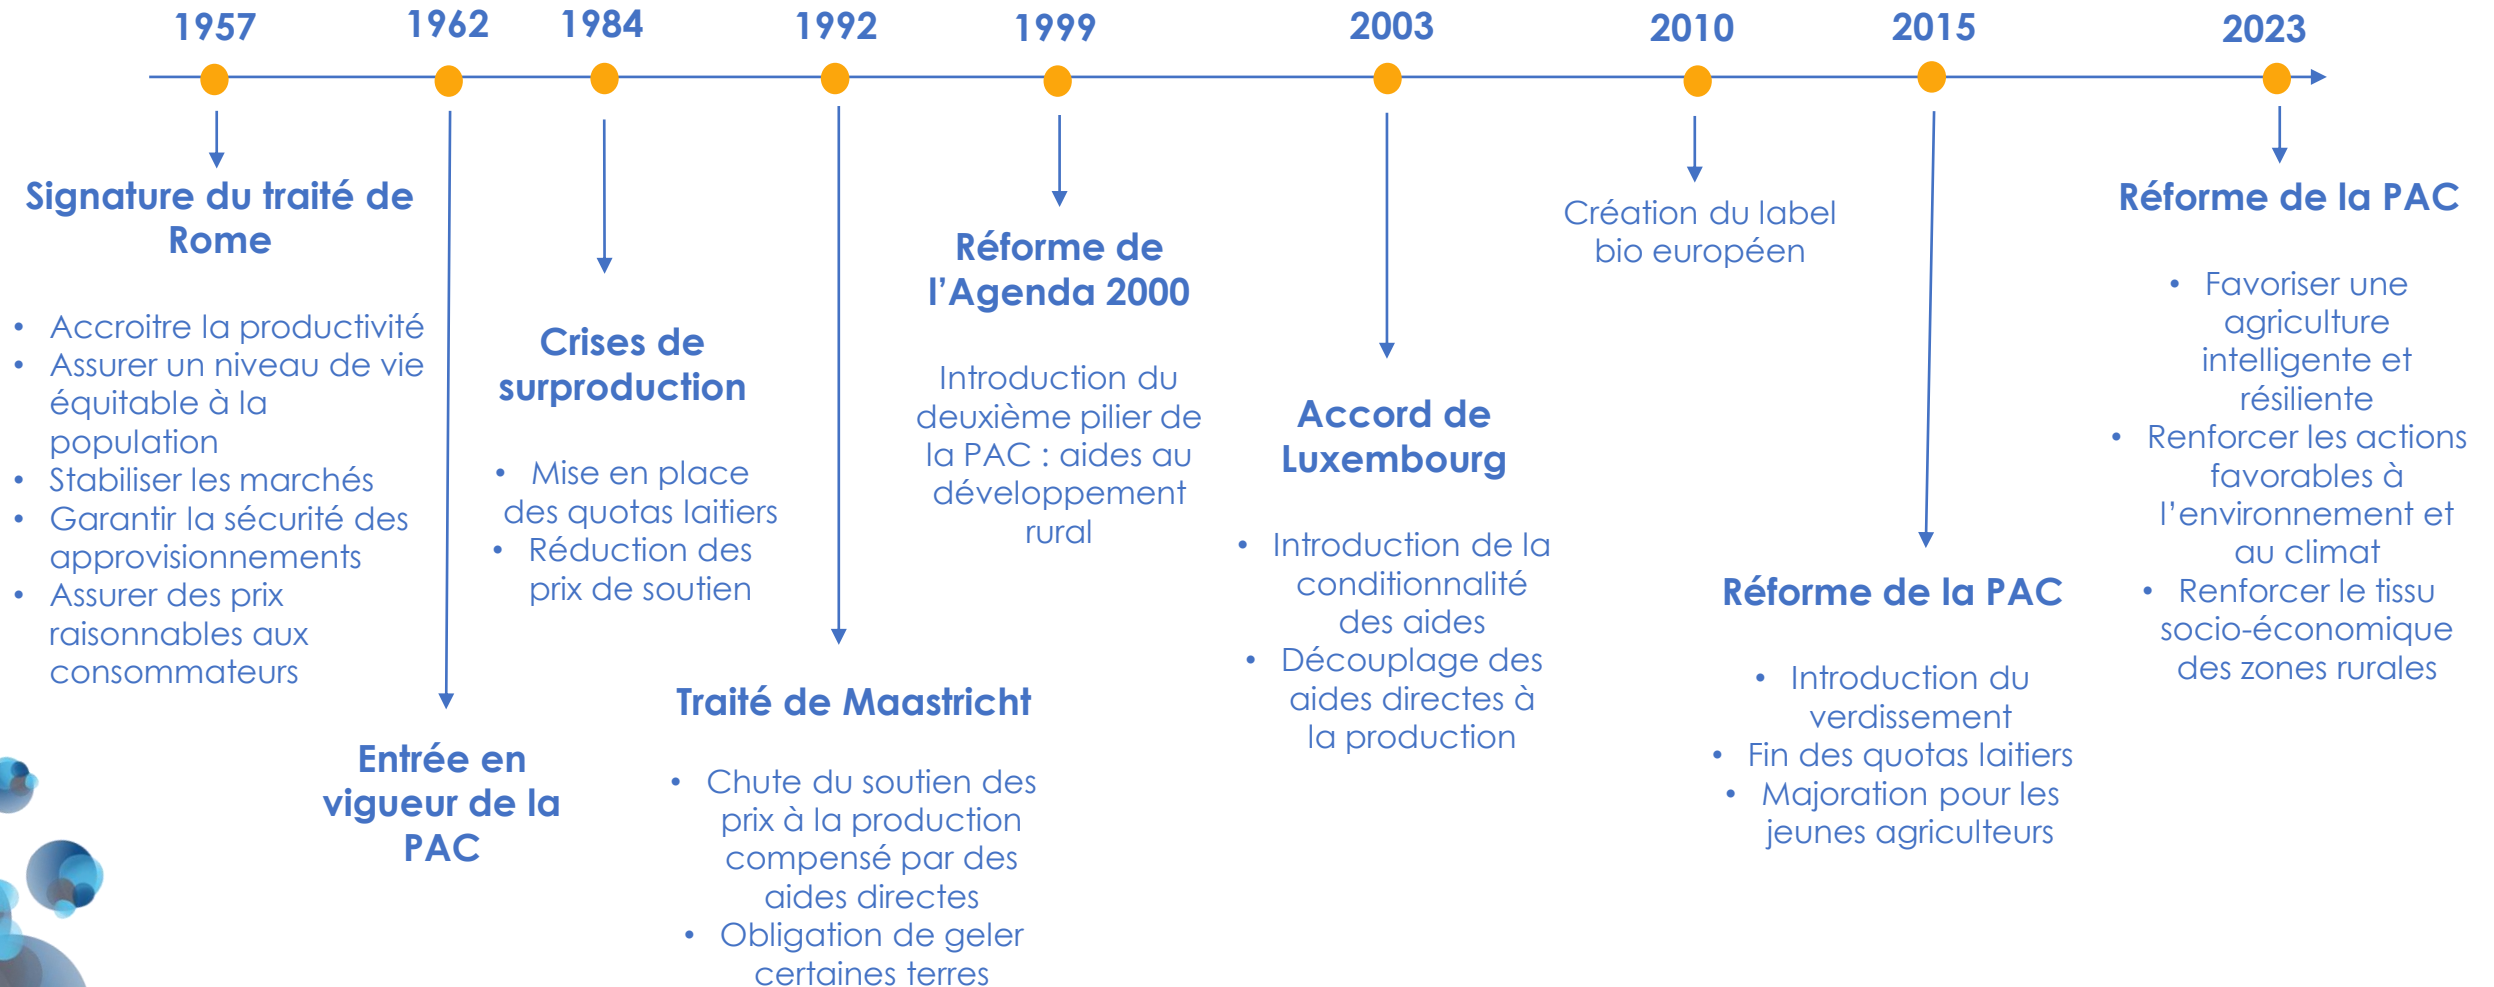 1957
1962
1984
1992
1999
2003
2010
2015
2023
Signature du traité de
Rome
• Accroitre la productivité
• Assurer un niveau de vie
équitable à la
population
• Stabiliser les marchés
• Garantir la sécurité des
approvisionnements
• Assurer des prix
raisonnables aux
consommateurs
Entrée en
vigueur de la
PAC
Crises de
surproduction
• Mise en place
des quotas laitiers
• Réduction des
prix de soutien
Traité de Maastricht
• Chute du soutien des
prix à la production
compensé par des
aides directes
• Obligation de geler
certaines terres
Réforme de
l’Agenda 2000
Introduction du
deuxième pilier de
la PAC : aides au
développement
rural
Accord de
Luxembourg
• Introduction de la
conditionnalité
des aides
• Découplage des
aides directes à
la production
Création du label
bio européen
Réforme de la PAC
• Introduction du
verdissement
• Fin des quotas laitiers
• Majoration pour les
jeunes agriculteurs
Réforme de la PAC
• Favoriser une
agriculture
intelligente et
résiliente
• Renforcer les actions
favorables à
l’environnement et
au climat
• Renforcer le tissu
socio-économique
des zones rurales